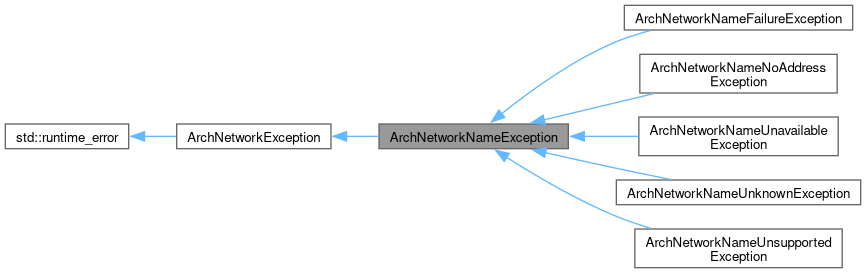 std::runtime_error
ArchNetworkException
ArchNetworkNameException
ArchNetworkNameFailureException
ArchNetworkNameNoAddress
Exception
ArchNetworkNameUnavailable
Exception
ArchNetworkNameUnknownException
ArchNetworkNameUnsupported
Exception